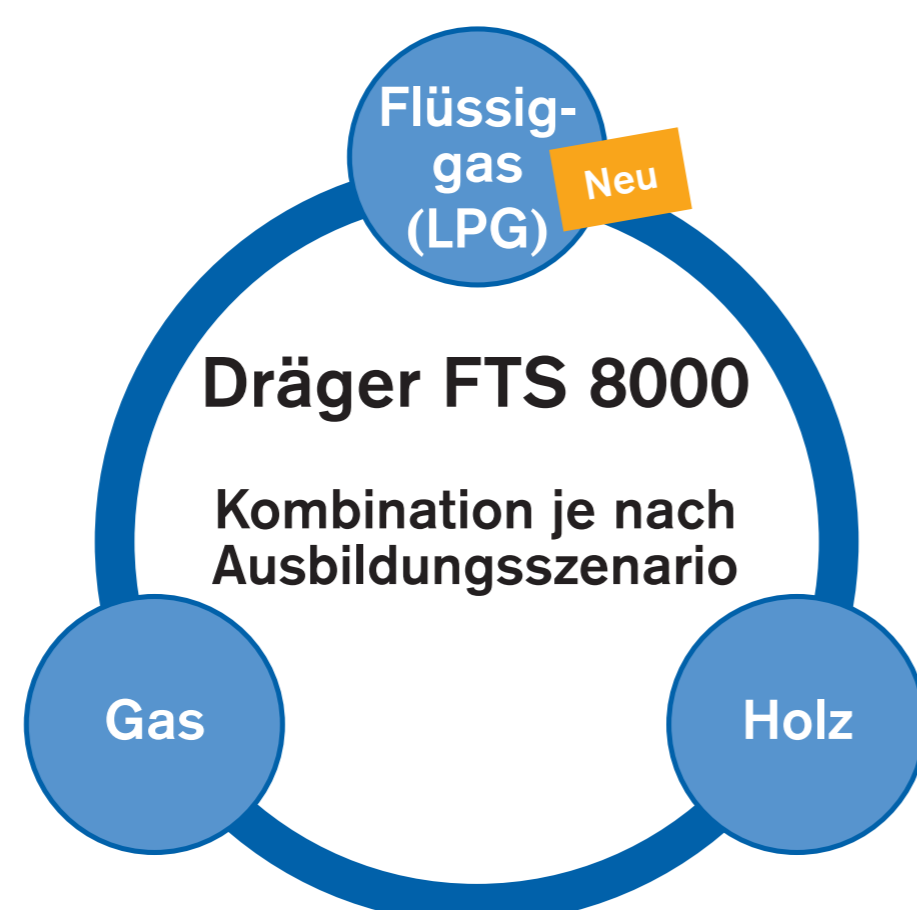 Flüssig-
gas
(LPG)
Neu
Dräger FTS 8000
Kombination je nach
Ausbildungsszenario
Gas
Holz